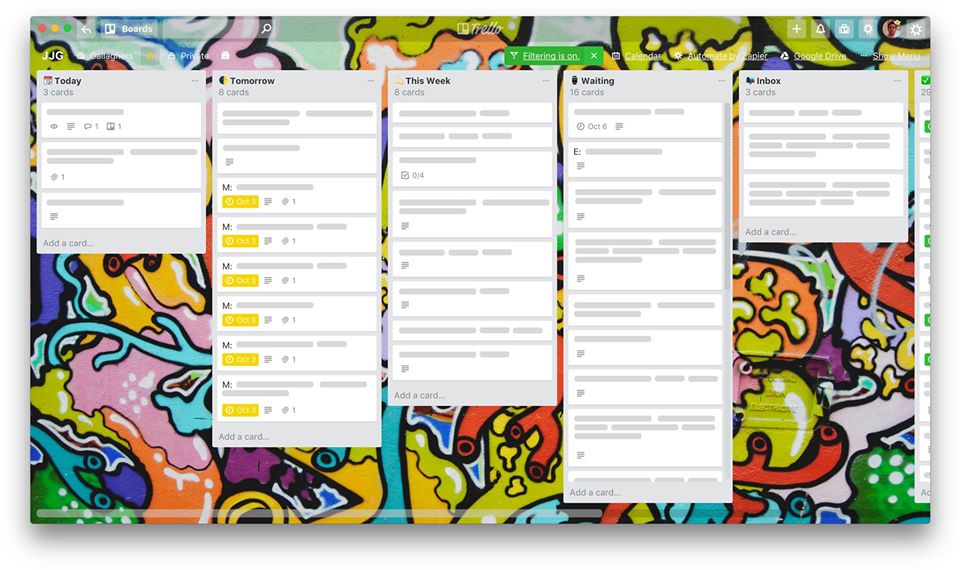 Boards
Trello
JJG
Gallaghers
Private
Filtering is on.
Calendar
Automate by Zapier
Google Drive
Show Menu
Today
3 cards
1
1
1
Add a card...
Tomorrow
8 cards
M:
Oct 3
1
M:
Oct 3
1
M:
Oct 3
1
M:
Oct 3
1
M:
Oct 3
1
M:
Oct 3
1
Add a card...
This Week
8 cards
0/4
Add a card...
Waiting
16 cards
Oct 6
E:
Add a card...
Inbox
3 cards
Add a card...
29